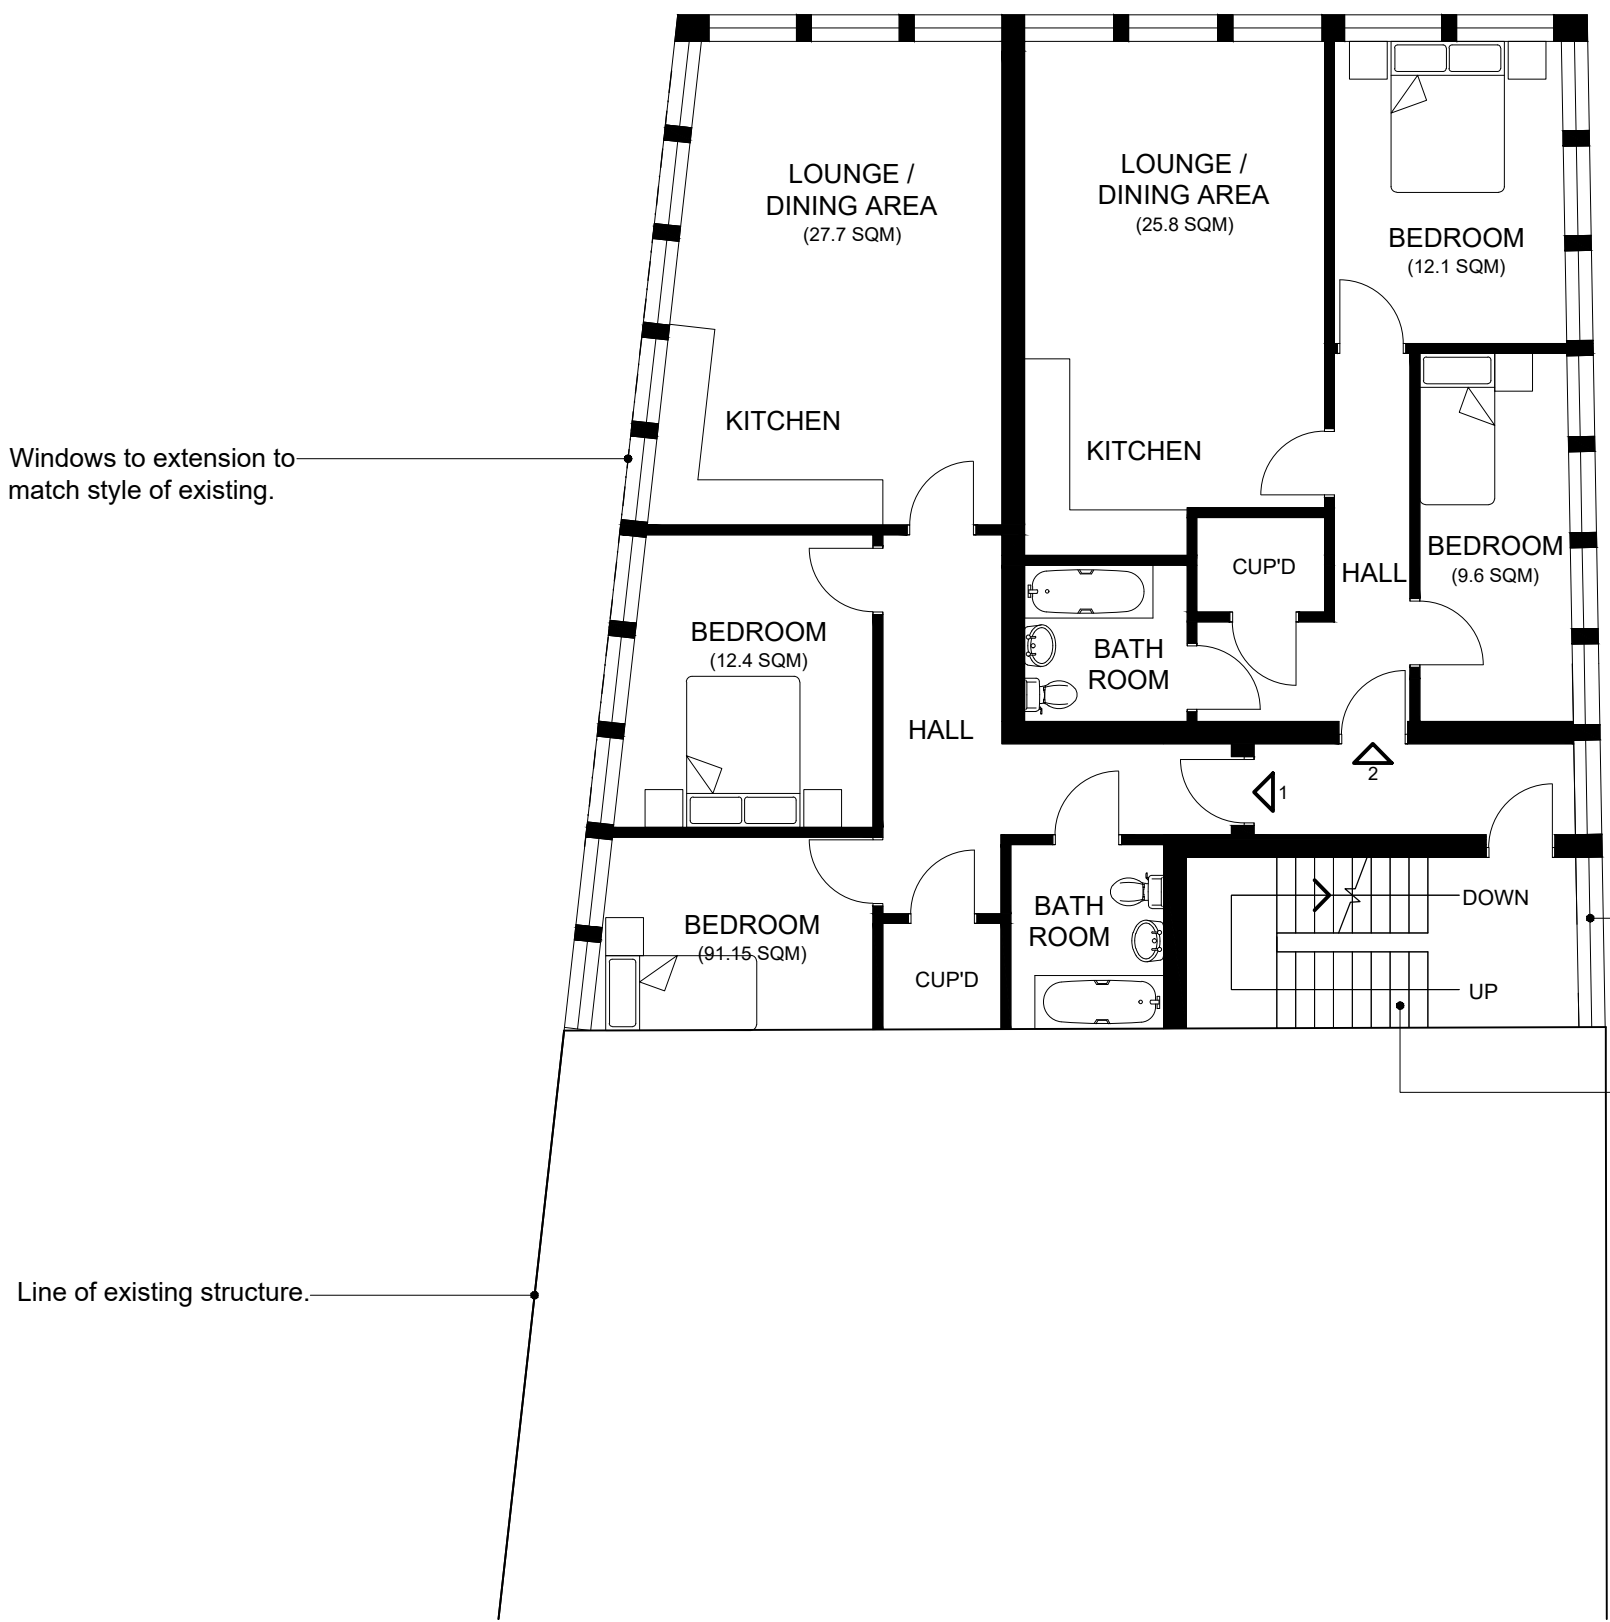 LOUNGE /
DINING AREA
(27.7 SQM)
LOUNGE /
DINING AREA
(25.8 SQM)
BEDROOM
(12.1 SQM)
KITCHEN
KITCHEN
Windows to extension to
match style of existing.
BEDROOM
(9.6 SQM)
CUP'D
HALL
BEDROOM
(12.4 SQM)
BATH
ROOM
HALL
2
1
BEDROOM
(91.15 SQM)
BATH
ROOM
CUP'D
DOWN
UP
Line of existing structure.